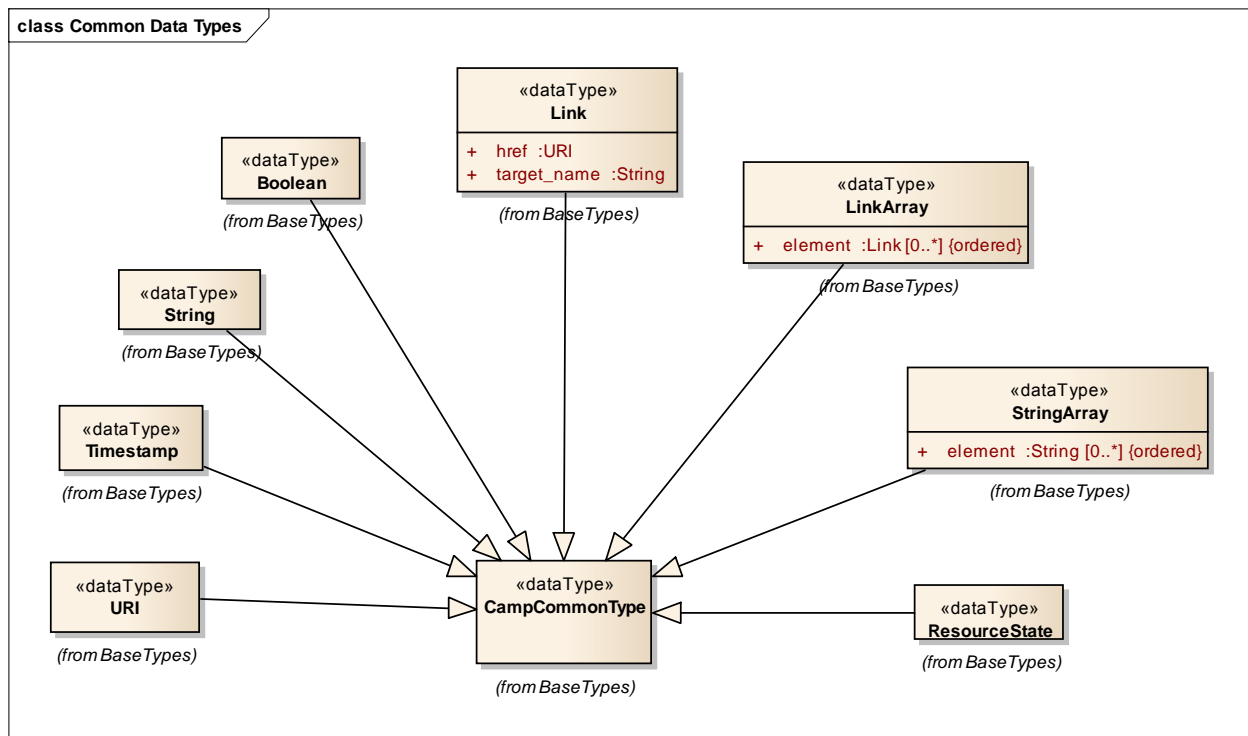 class Common Data Types
«dataType»
Link
+ href :URI
+ target_name :String
(from BaseTypes)
«dataType»
Boolean
(from BaseTypes)
«dataType»
LinkArray
+ element :Link [0..*] {ordered}
(from BaseTypes)
«dataType»
String
(from BaseTypes)
«dataType»
StringArray
+ element :String [0..*] {ordered}
(from BaseTypes)
«dataType»
Timestamp
(from BaseTypes)
«dataType»
URI
(from BaseTypes)
«dataType»
CampCommonType
(from BaseTypes)
«dataType»
ResourceState
(from BaseTypes)